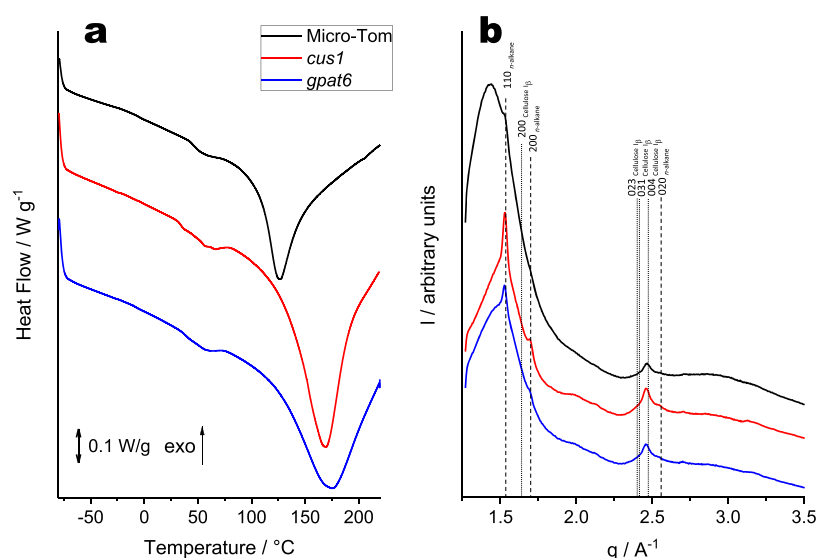 a
Micro-Tom
cus1
gpat6
Heat Flow / W g-1
0.1 W/g
exo
-50 0 50 100 150 200
Temperature / °C
b
110 n-alkane
200 Cellulose Iβ
200 n-alkane
023 Cellulose Iβ
031 Cellulose Iβ
004 Cellulose Iβ
020 n-alkane
I / arbitrary units
1.5 2.0 2.5 3.0 3.5
q / A-1